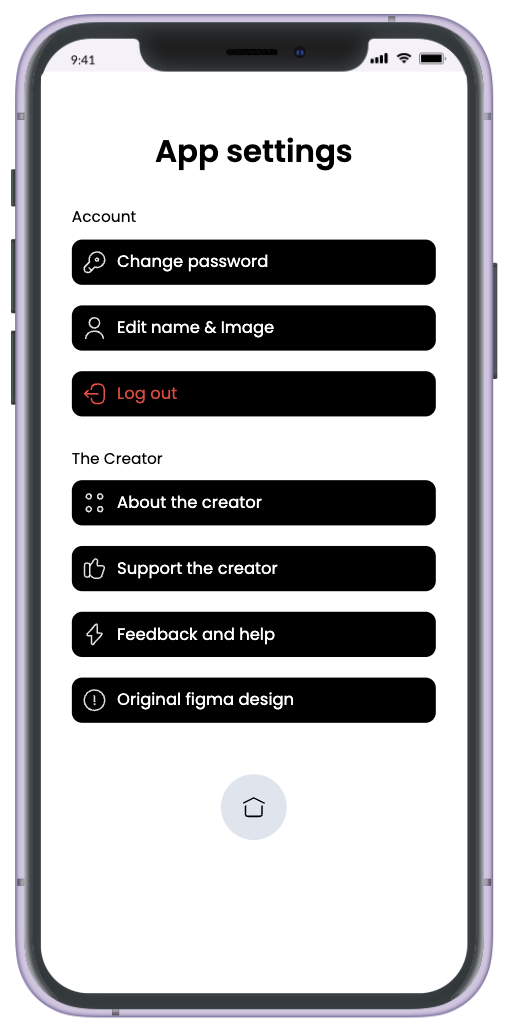 9:41
App settings
Account
Change password
Edit name & Image
Log out
The Creator
About the creator
Support the creator
Feedback and help
Original figma design